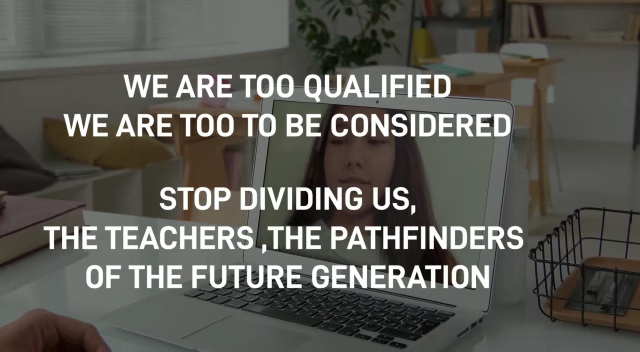 WE ARE TOO QUALIFIED
WE ARE TOO TO BE CONSIDERED
STOP DIVIDING US,
THE TEACHERS ,THE PATHFINDERS
OF THE FUTURE GENERATION